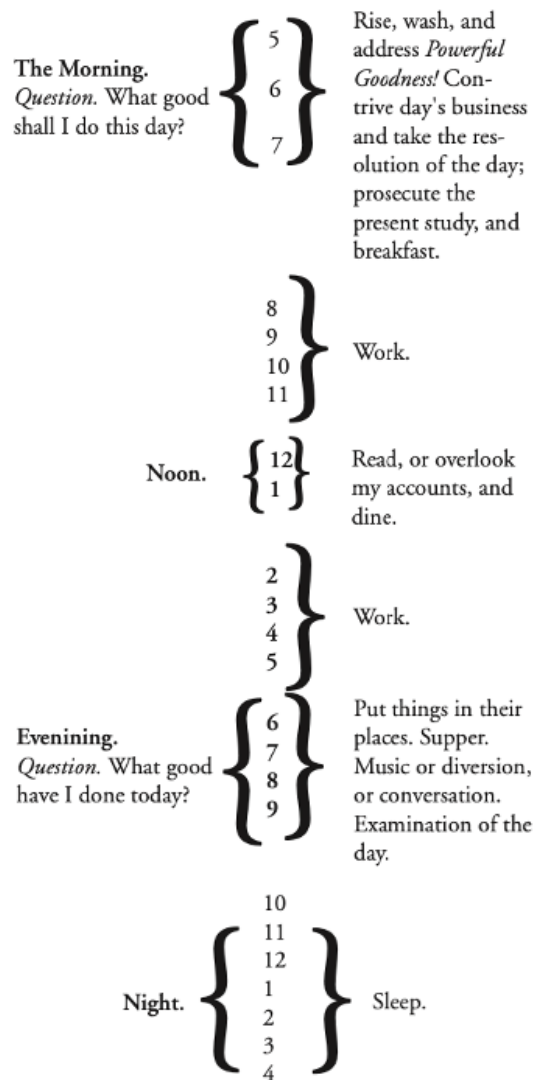 The Morning.
Question. What good
shall I do this day?
5
6
7
Rise, wash, and
address Powerful
Goodness! Con-
trive day's business
and take the res-
olution of the day;
prosecute the
present study, and
breakfast.
8
9
10
11
Work.
Noon.
12
1
Read, or overlook
my accounts, and
dine.
2
3
4
5
Work.
Evenining.
Question. What good
have I done today?
6
7
8
9
Put things in their
places. Supper.
Music or diversion,
or conversation.
Examination of the
day.
Night.
10
11
12
1
2
3
4
Sleep.